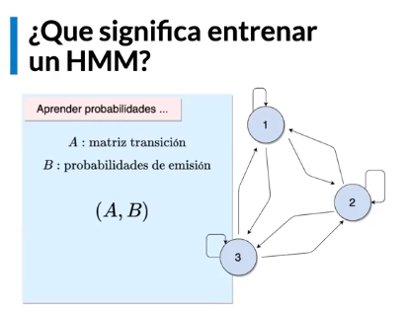 ¿Que significa entrenar
un HMM?
Aprender probabilidades ...
A : matriz transición
B : probabilidades de emisión
(A, B)
1
2
3